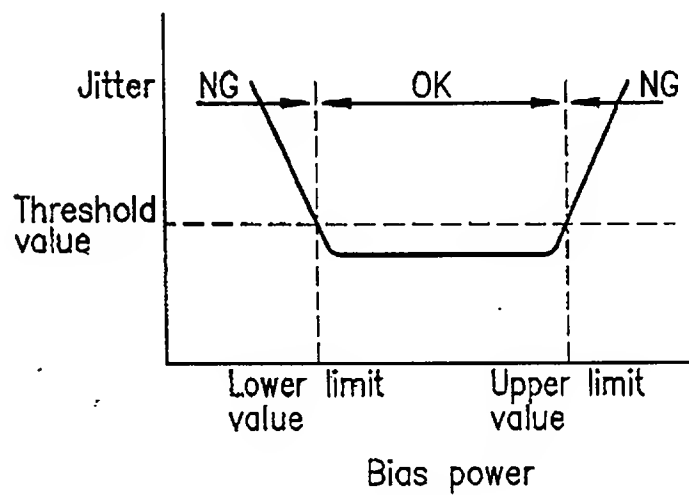 Jitter
NG
OK
NG
Threshold
value
Lower limit
value
Upper limit
value
Bias power